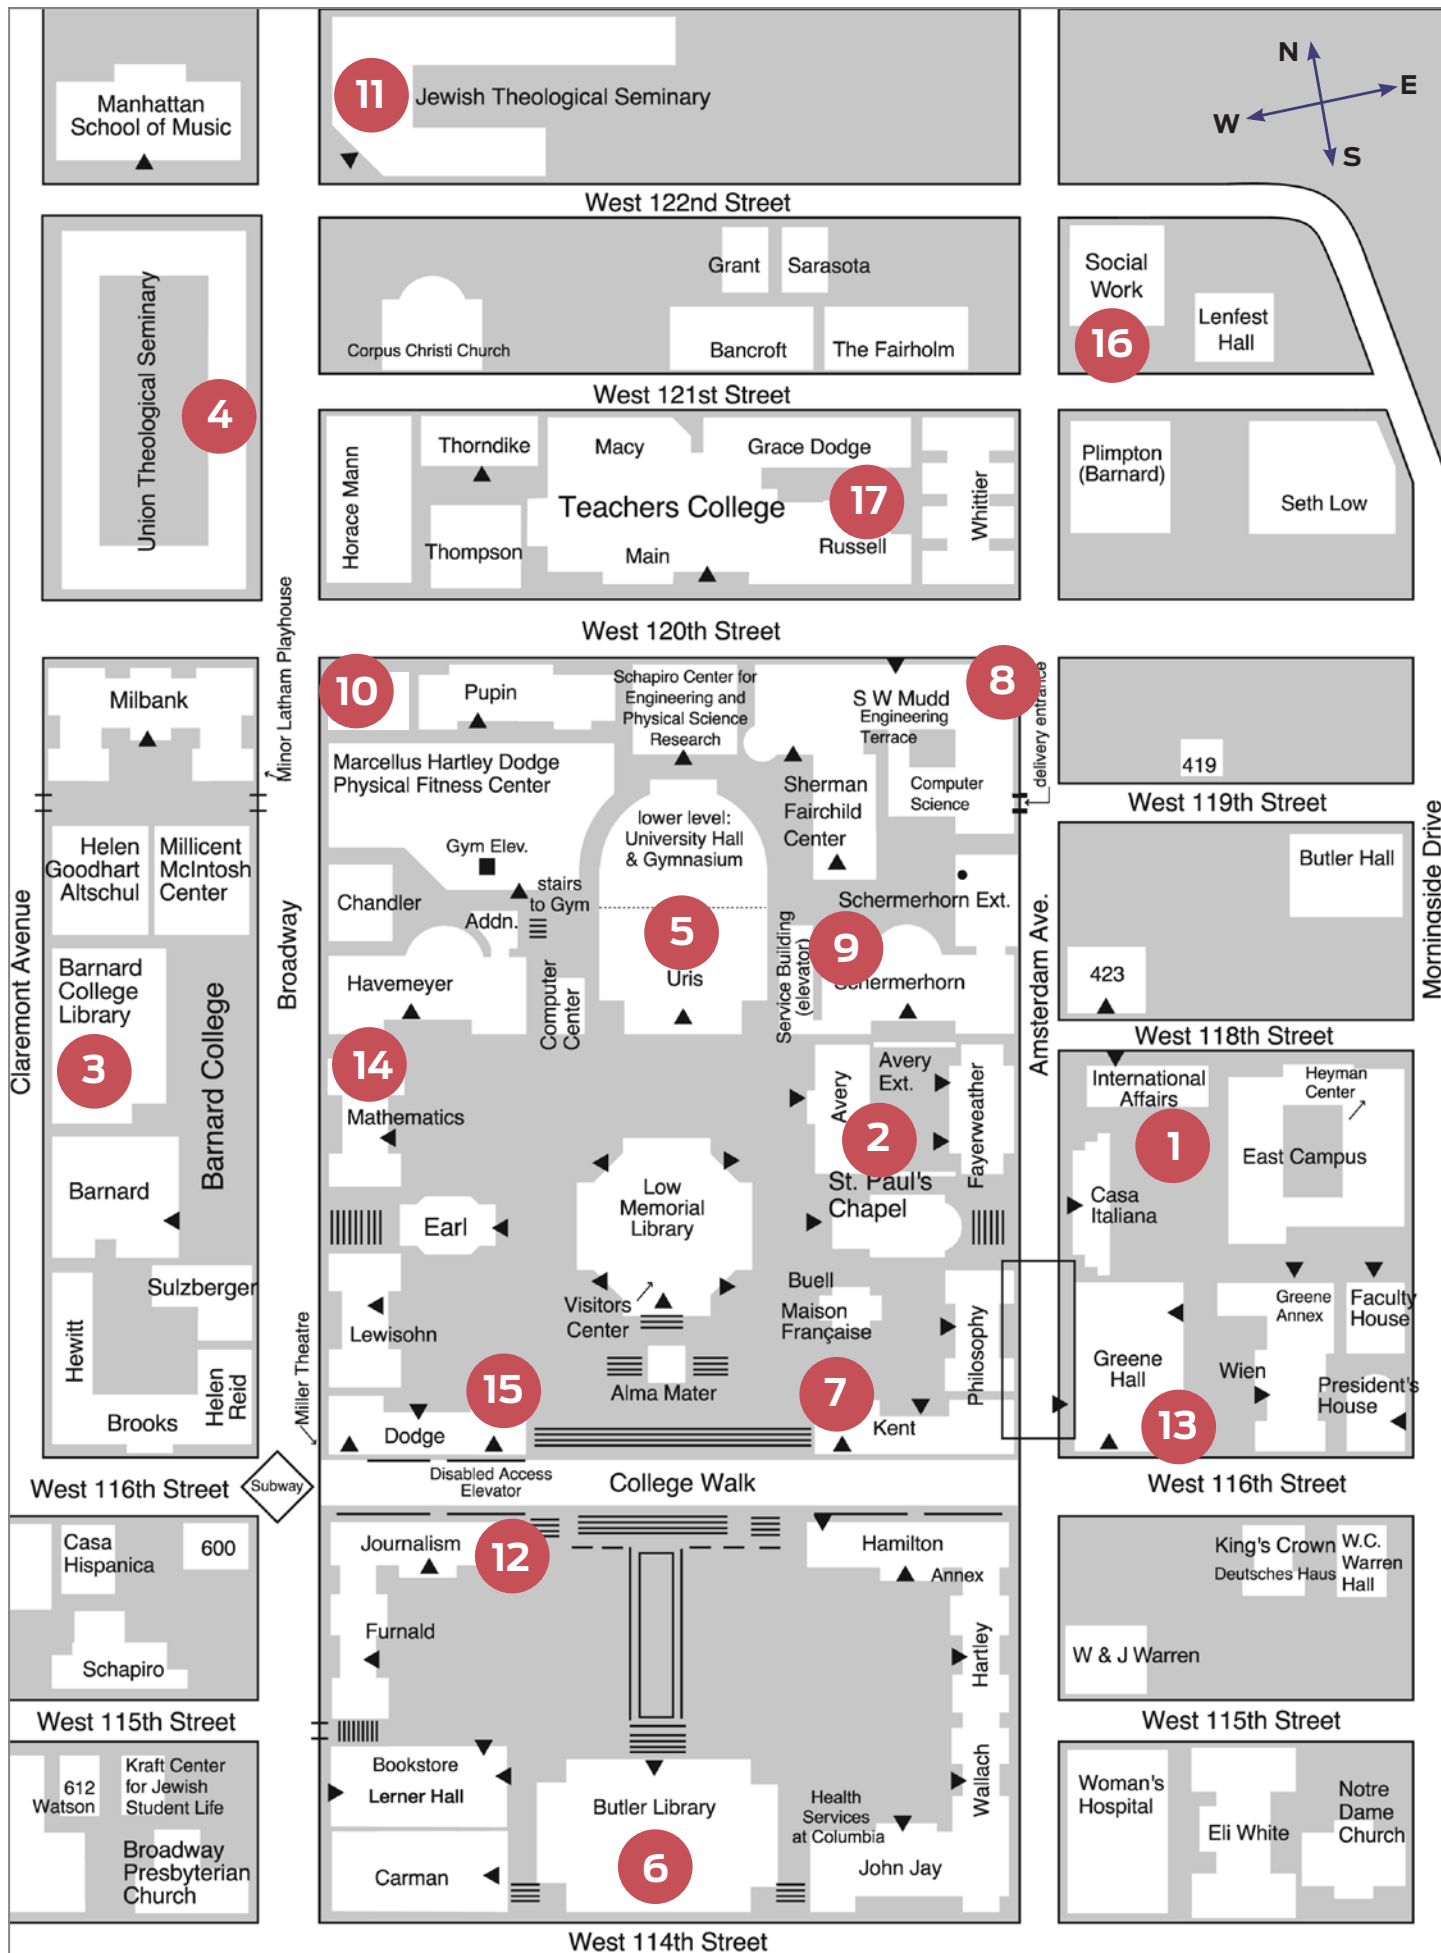 N
E
W
S
Manhattan
School of Music
11
Jewish Theological Seminary
West 122nd Street
Union Theological Seminary
4
Grant
Sarasota
Corpus Christi Church
Bancroft
The Fairholm
Social
Work
16
Lenfest
Hall
West 121st Street
Horace Mann
Thorndike
Thompson
Macy
Grace Dodge
Teachers College
17
Main
Russell
Whittier
Plimpton
(Barnard)
Seth Low
West 120th Street
Minor Latham Playhouse
Milbank
10
Pupin
Schapiro Center for
Engineering and
Physical Science
Research
8
S W Mudd
Engineering
Terrace
delivery entrance
Marcellus Hartley Dodge
Physical Fitness Center
Sherman
Fairchild
Center
Computer
Science
419
West 119th Street
Claremont Avenue
Helen
Goodhart
Altschul
Millicent
McIntosh
Center
Broadway
Gym Elev.
stairs
to Gym
lower level:
University Hall
& Gymnasium
Chandler
Addn.
5
Uris
Schermerhorn Ext.
Service Building
(elevator)
9
Schermerhorn
Amsterdam Ave.
Butler Hall
423
Morningside Drive
Barnard
College
Library
3
Barnard College
Havemeyer
Computer
Center
West 118th Street
14
Mathematics
Avery
Avery
Ext.
2
Fayerweather
International
Affairs
1
Heyman
Center
East Campus
Casa
Italiana
Barnard
Earl
Low
Memorial
Library
St. Paul's
Chapel
Sulzberger
Hewitt
Helen
Reid
Brooks
Miller Theatre
Lewisohn
Visitors
Center
Buell
Maison
Française
Philosophy
Greene
Annex
Faculty
House
Greene
Hall
Wien
President's
House
15
Alma Mater
7
Dodge
Kent
13
Disabled Access
Elevator
West 116th Street
Subway
College Walk
West 116th Street
Casa
Hispanica
600
Journalism
12
Hamilton
Annex
King's Crown
Deutsches Haus
W.C.
Warren
Hall
Schapiro
Furnald
Hartley
W & J Warren
West 115th Street
West 115th Street
612
Watson
Kraft Center
for Jewish
Student Life
Bookstore
Lerner Hall
Butler Library
6
Health
Services
at Columbia
Wallach
Woman's
Hospital
Eli White
Notre
Dame
Church
Broadway
Presbyterian
Church
Carman
John Jay
West 114th Street